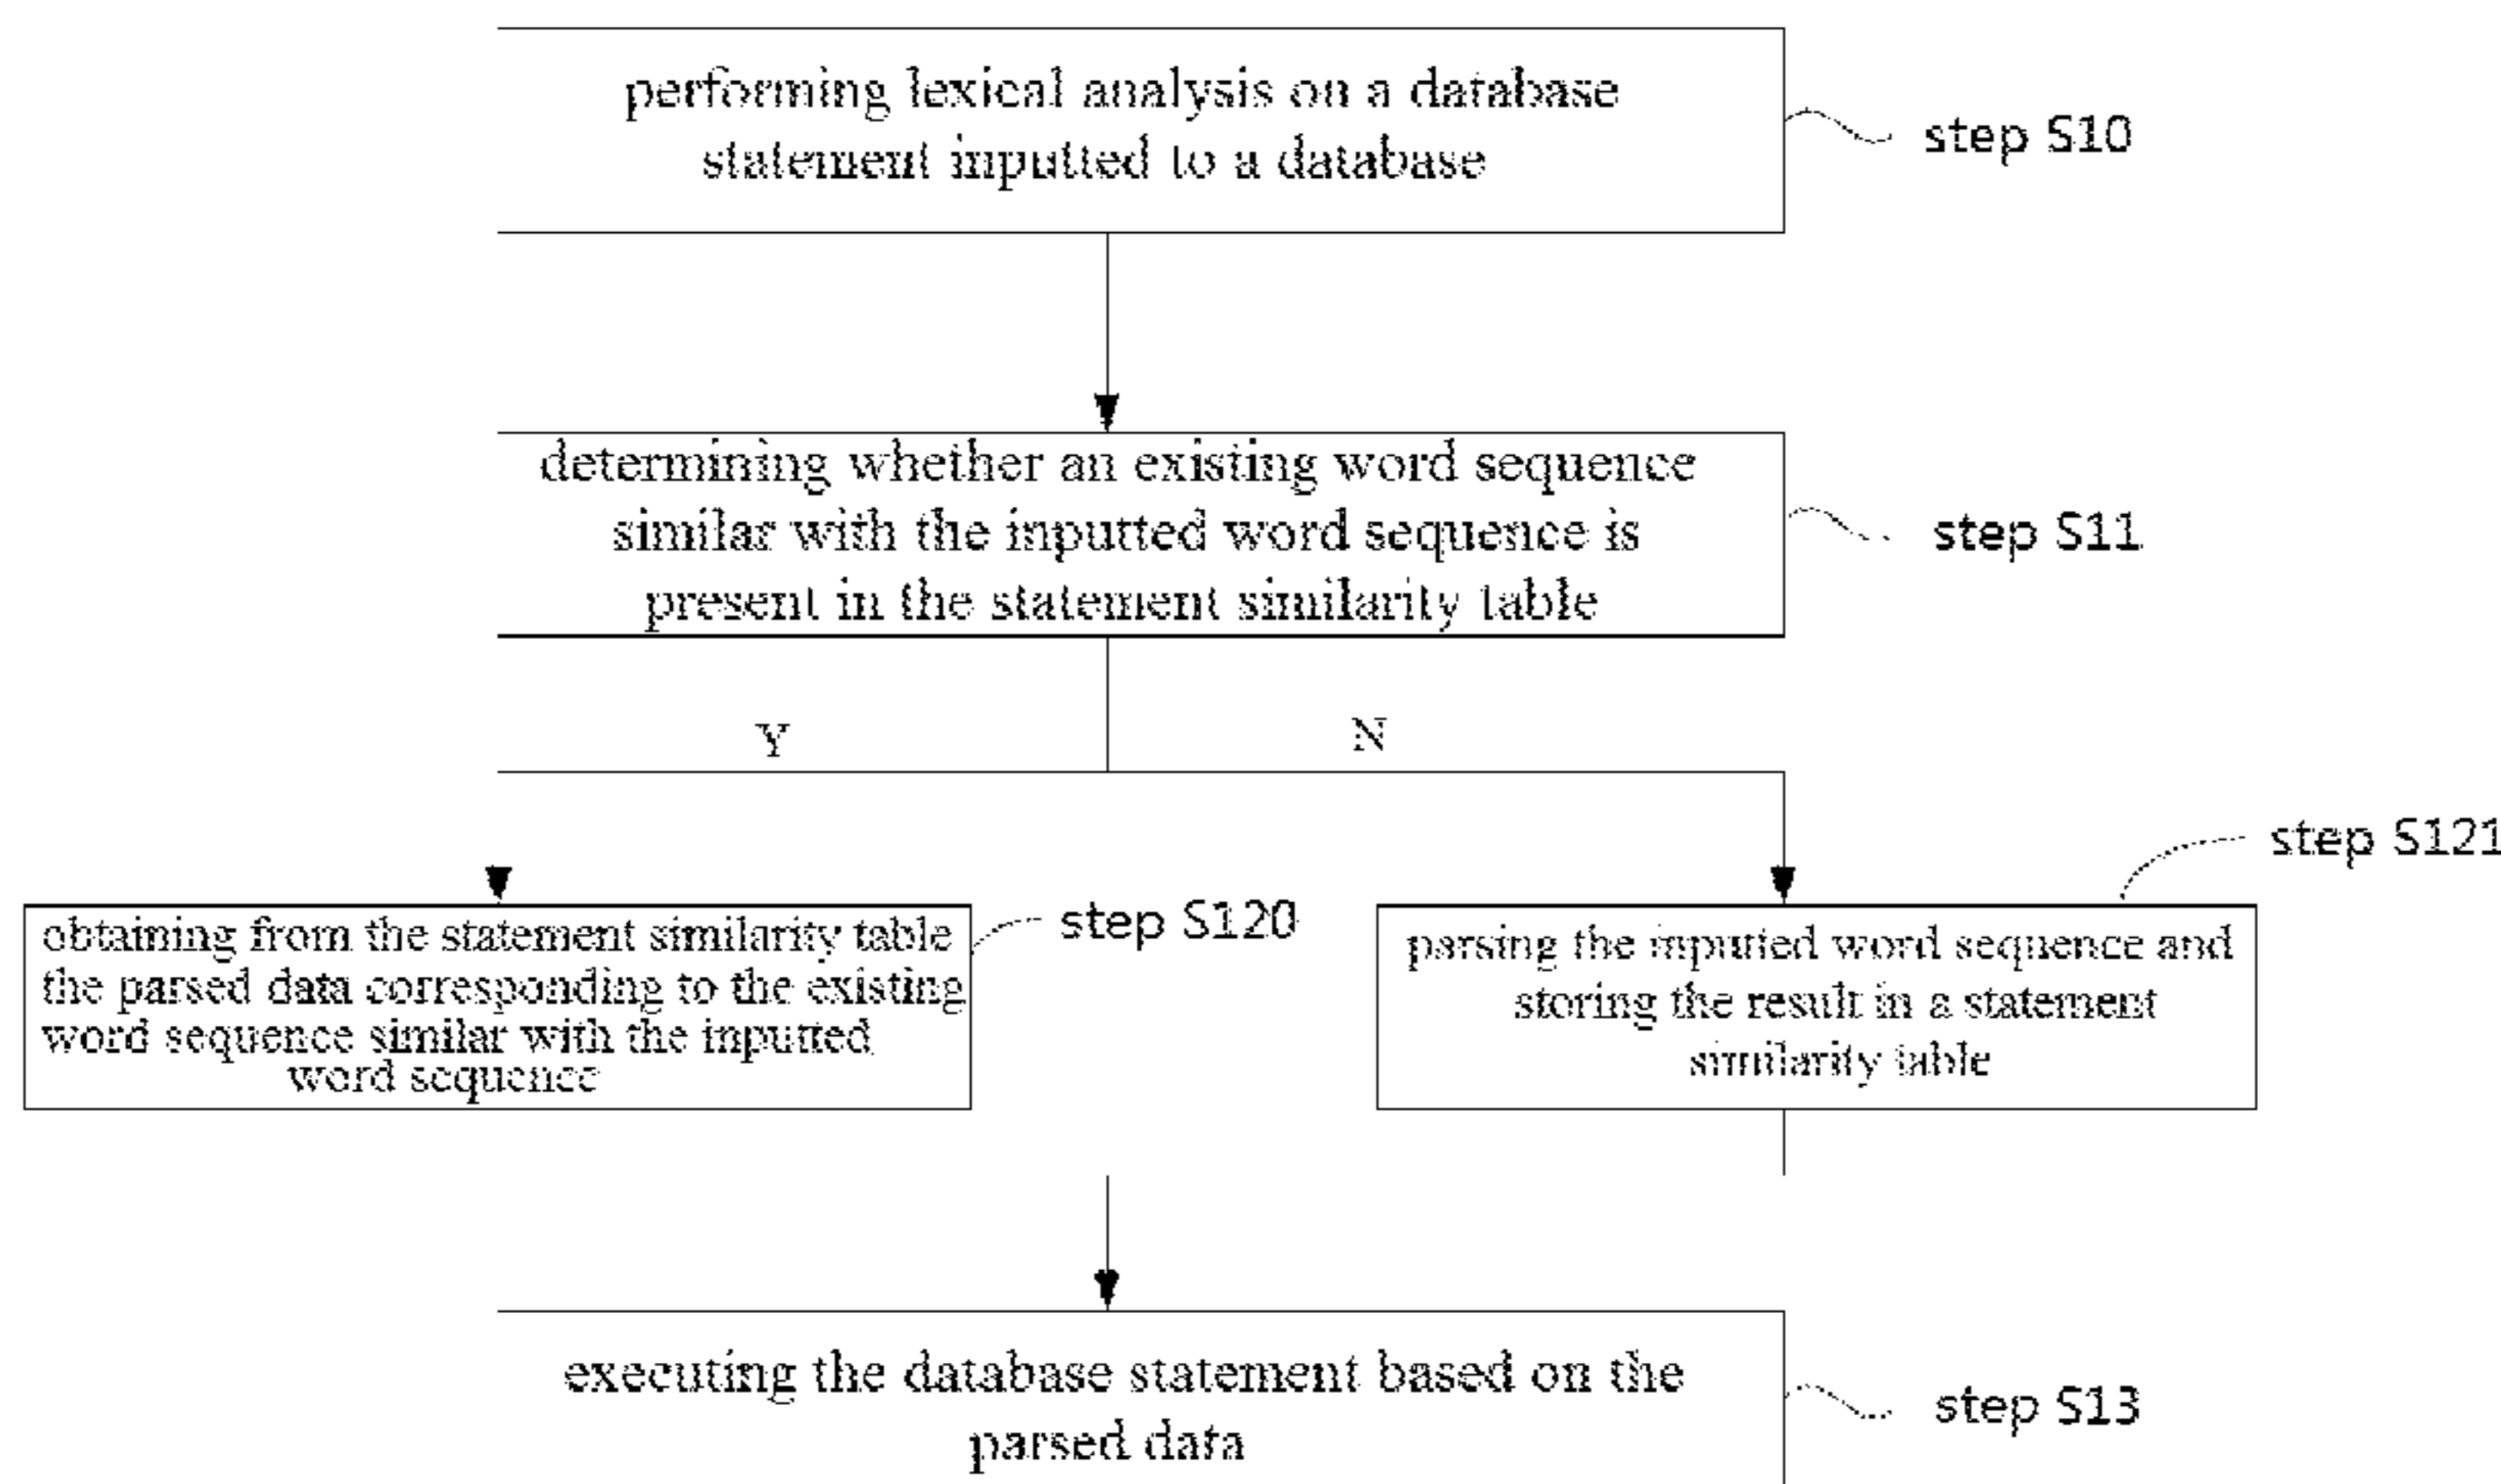 performing lexical analysis on a database
statement inputted to a database
step S10
determining whether an existing word sequence
similar with the inputted word sequence is
present in the statement similarity table
step S11
Y
N
step S121
step S120
obtaining from the statement similarity table
the parsed data corresponding to the existing
word sequence similar with the inputted
word sequence
parsing the inputted word sequence and
storing the result in a statement
similarity table
executing the database statement based on the
parsed data
step S13